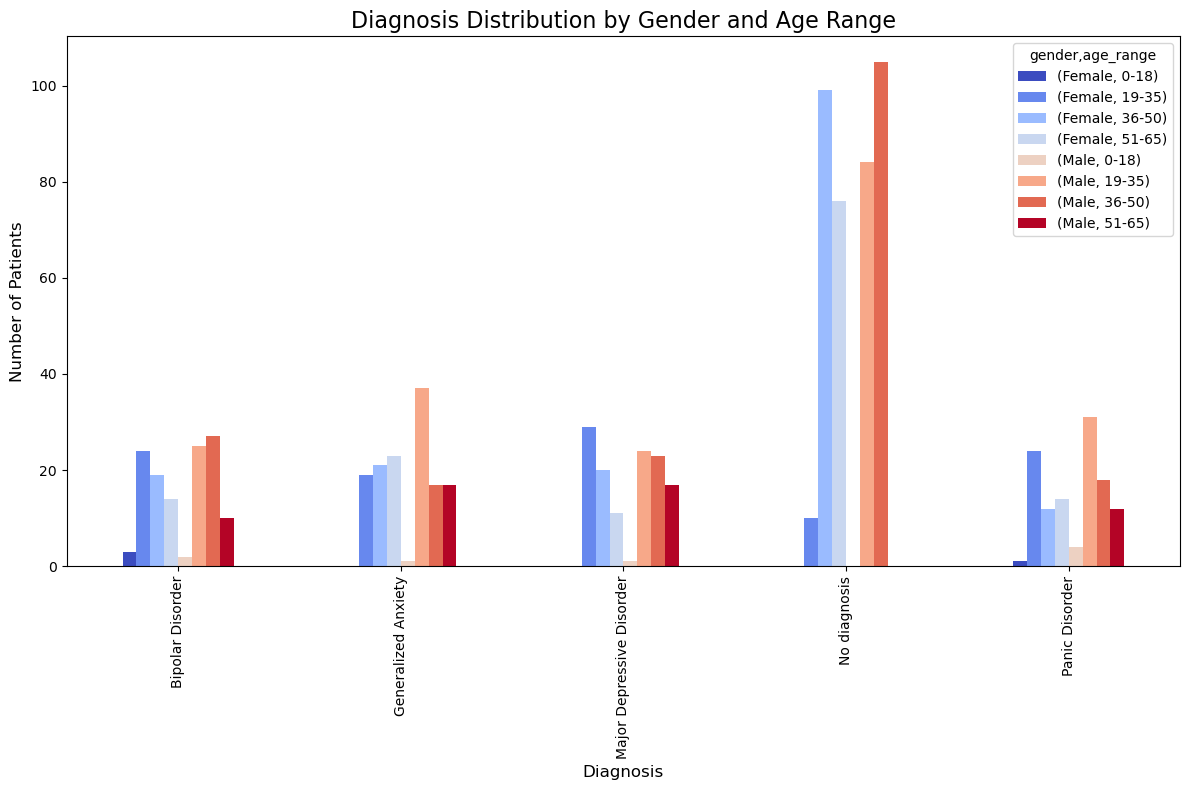 Diagnosis Distribution by Gender and Age Range
gender,age_range
(Female, 0-18)
(Female, 19-35)
(Female, 36-50)
(Female, 51-65)
(Male, 0-18)
(Male, 19-35)
(Male, 36-50)
(Male, 51-65)
Number of Patients
100
80
60
40
20
0
Bipolar Disorder
Generalized Anxiety
Major Depressive Disorder
No diagnosis
Panic Disorder
Diagnosis